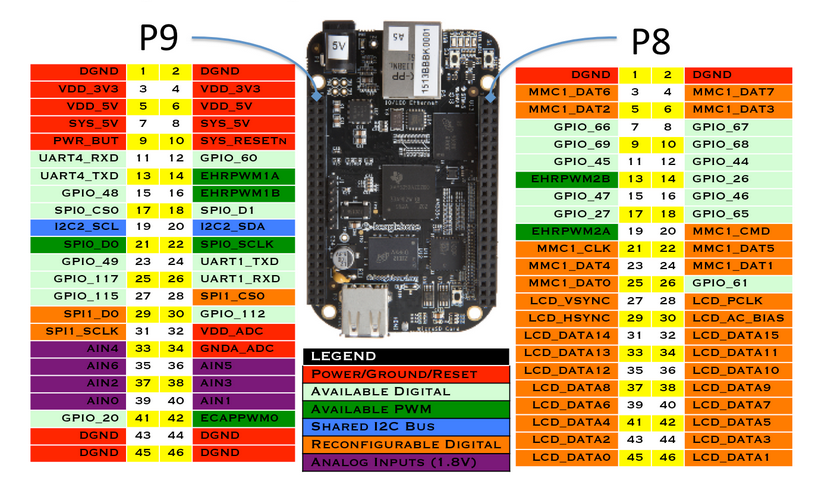 P9
P8
DGND 1 2 DGND
VDD_3V3 3 4 VDD_3V3
VDD_5V 5 6 VDD_5V
SYS_5V 7 8 SYS_5V
PWR_BUT 9 10 SYS_RESETN
UART4_RXD 11 12 GPIO_60
UART4_TXD 13 14 EHRPWM1A
GPIO_48 15 16 EHRPWM1B
SPI0_CS0 17 18 SPI0_D1
I2C2_SCL 19 20 I2C2_SDA
SPI0_D0 21 22 SPI0_SCLK
GPIO_49 23 24 UART1_TXD
GPIO_117 25 26 UART1_RXD
GPIO_115 27 28 SPI1_CS0
SPI1_D0 29 30 GPIO_112
SPI1_SCLK 31 32 VDD_ADC
AIN4 33 34 GNDA_ADC
AIN6 35 36 AIN5
AIN2 37 38 AIN3
AIN0 39 40 AIN1
GPIO_20 41 42 ECAPPWM0
DGND 43 44 DGND
DGND 45 46 DGND
5V
A5
1513BBBK0001
10/100 Ethernet
beaglebone
microSD Card
LEGEND
Power/Ground/Reset
Available Digital
Available PWM
Shared I2C Bus
Reconfigurable Digital
Analog Inputs (1.8V)
DGND 1 2 DGND
MMC1_DAT6 3 4 MMC1_DAT7
MMC1_DAT2 5 6 MMC1_DAT3
GPIO_66 7 8 GPIO_67
GPIO_69 9 10 GPIO_68
GPIO_45 11 12 GPIO_44
EHRPWM2B 13 14 GPIO_26
GPIO_47 15 16 GPIO_46
GPIO_27 17 18 GPIO_65
EHRPWM2A 19 20 MMC1_CMD
MMC1_CLK 21 22 MMC1_DAT5
MMC1_DAT4 23 24 MMC1_DAT1
MMC1_DAT0 25 26 GPIO_61
LCD_VSYNC 27 28 LCD_PCLK
LCD_HSYNC 29 30 LCD_AC_BIAS
LCD_DATA14 31 32 LCD_DATA15
LCD_DATA13 33 34 LCD_DATA11
LCD_DATA12 35 36 LCD_DATA10
LCD_DATA8 37 38 LCD_DATA9
LCD_DATA6 39 40 LCD_DATA7
LCD_DATA4 41 42 LCD_DATA5
LCD_DATA2 43 44 LCD_DATA3
LCD_DATA0 45 46 LCD_DATA1